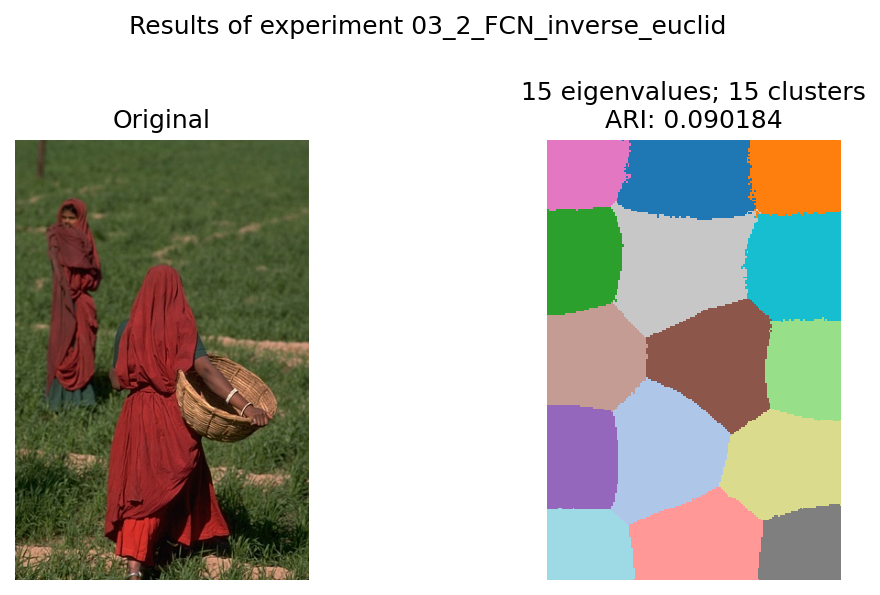 Results of experiment 03_2_FCN_inverse_euclid
Original
15 eigenvalues; 15 clusters
ARI: 0.090184